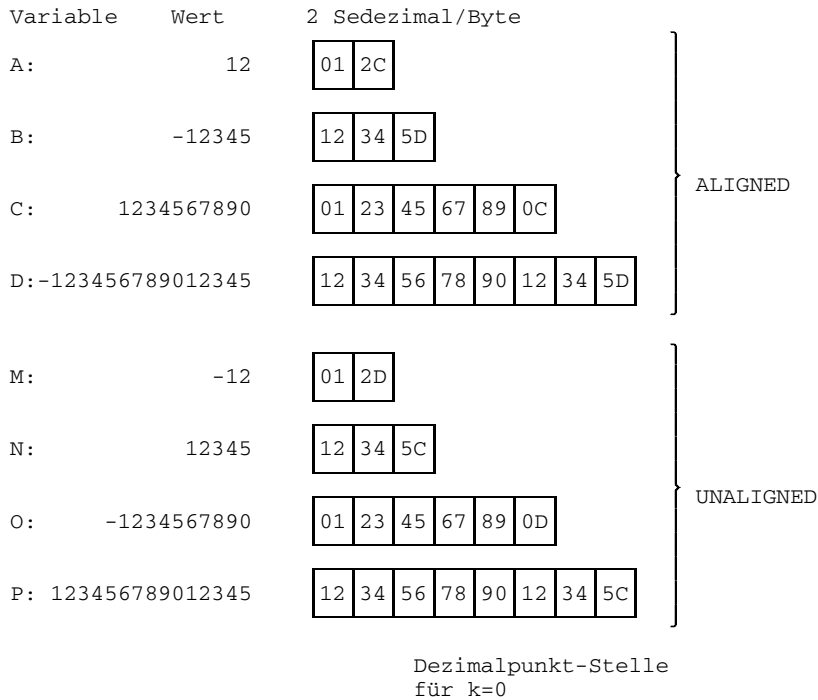 Variable Wert 2 Sedezimal/Byte
A: 12 01 2C
B: -12345 12 34 5D
C: 1234567890 01 23 45 67 89 0C
D:-123456789012345 12 34 56 78 90 12 34 5D
ALIGNED
M: -12 01 2D
N: 12345 12 34 5C
O: -1234567890 01 23 45 67 89 0D
P: 123456789012345 12 34 56 78 90 12 34 5C
UNALIGNED
Dezimalpunkt-Stelle
für k=0